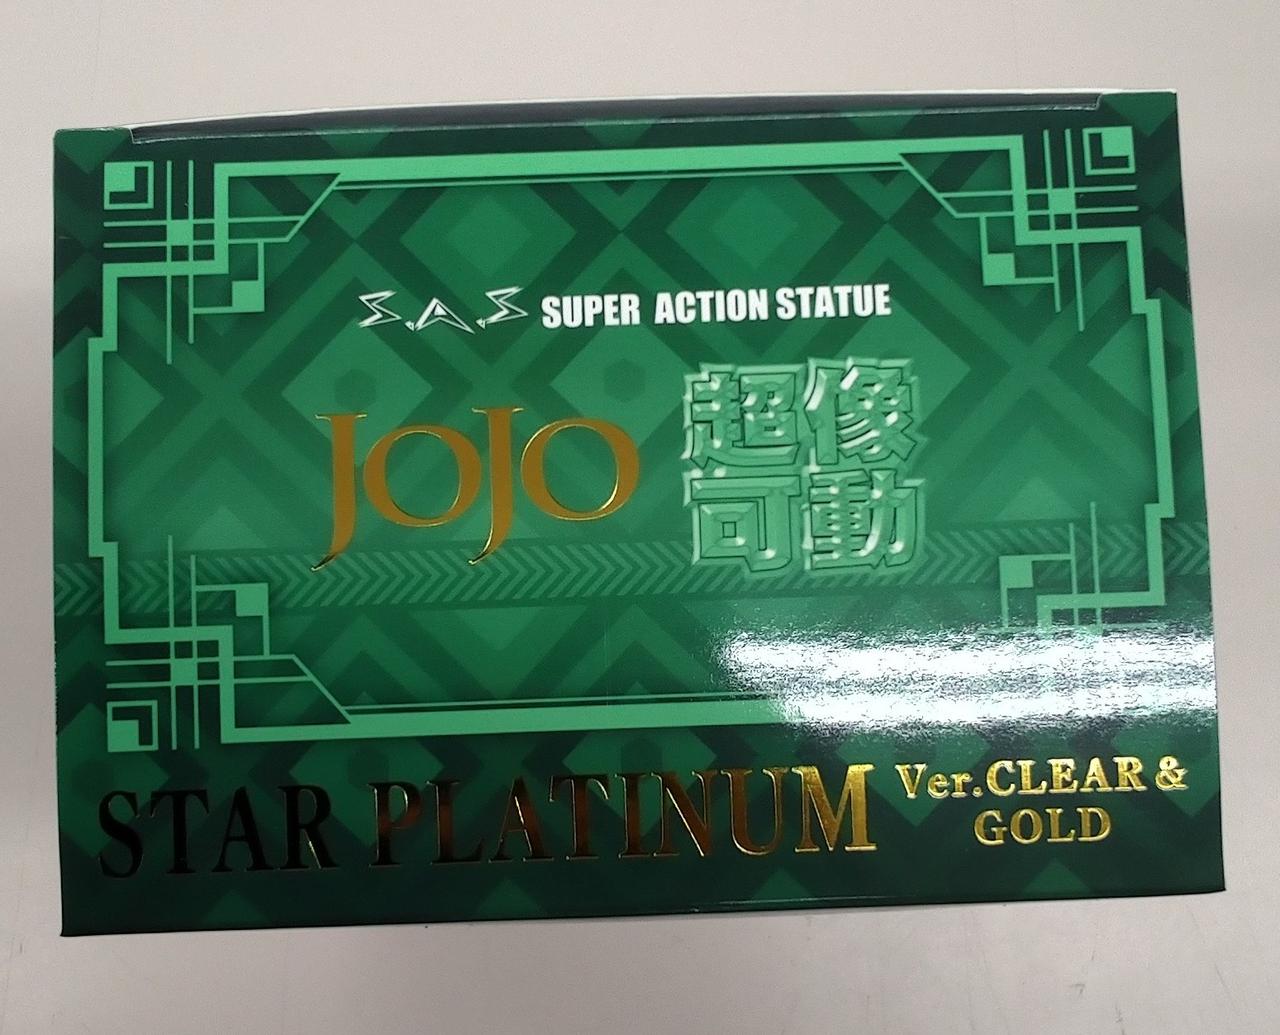 S.A.S SUPER ACTION STATUE
JOJO
超像
可動
STAR PLATINUM
Ver.CLEAR &
GOLD